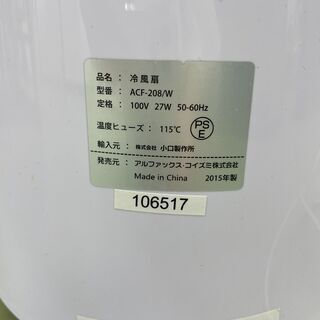 品名： 冷風扇
型番： ACF-208/W
定格： 100V 27W 50-60Hz
温度ヒューズ： 115℃
PSE
輸入元： 株式会社 小口製作所
発売元： アルファックス・コイズミ株式会社
Made in China 2015年製
106517